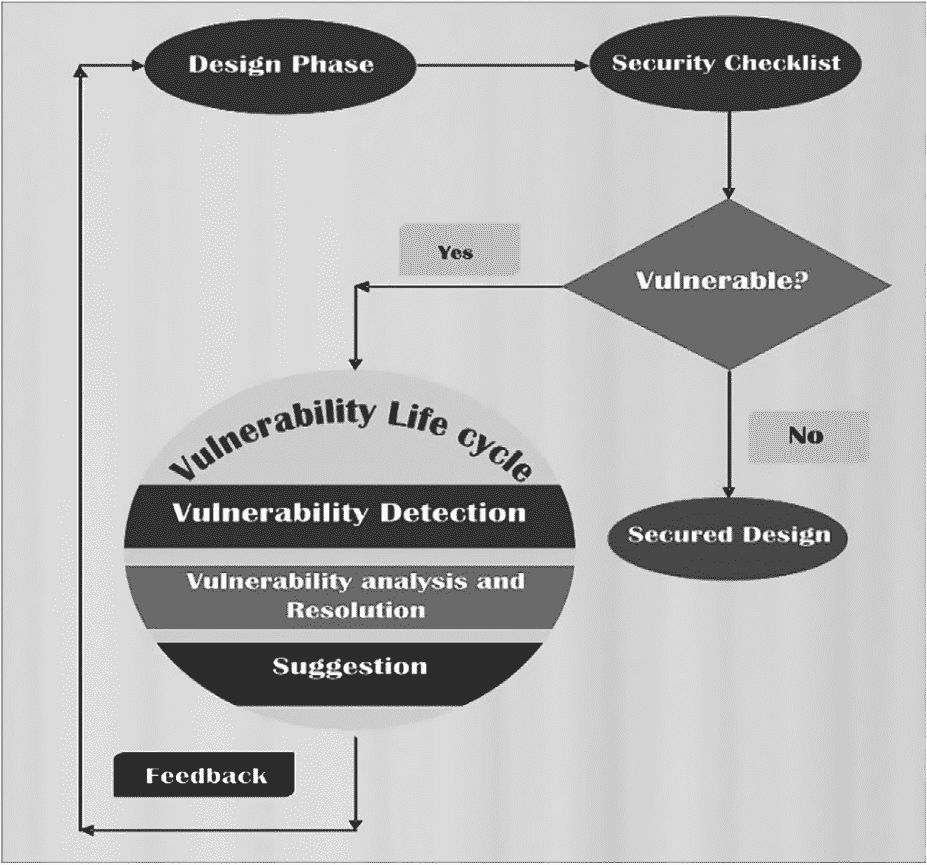 Design Phase
Security Checklist
Vulnerable?
Yes
No
Secured Design
Vulnerability Life cycle
Vulnerability Detection
Vulnerability analysis and
Resolution
Suggestion
Feedback